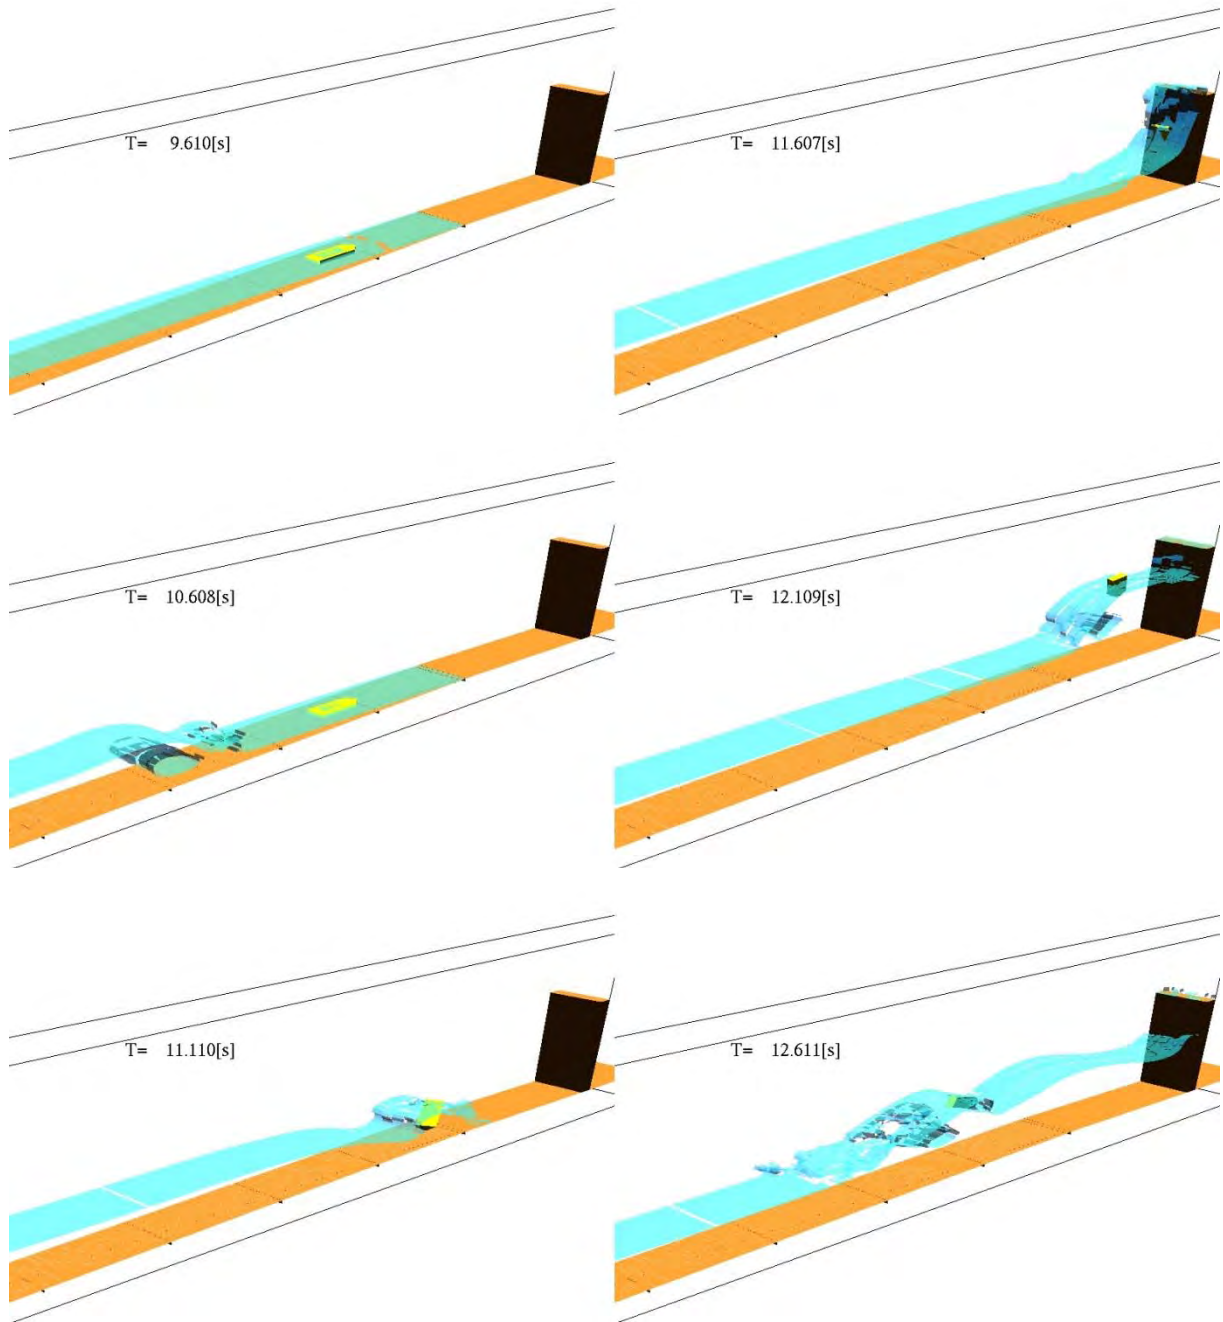 T= 9.610[s]
T= 11.607[s]
T= 10.608[s]
T= 12.109[s]
T= 11.110[s]
T= 12.611[s]